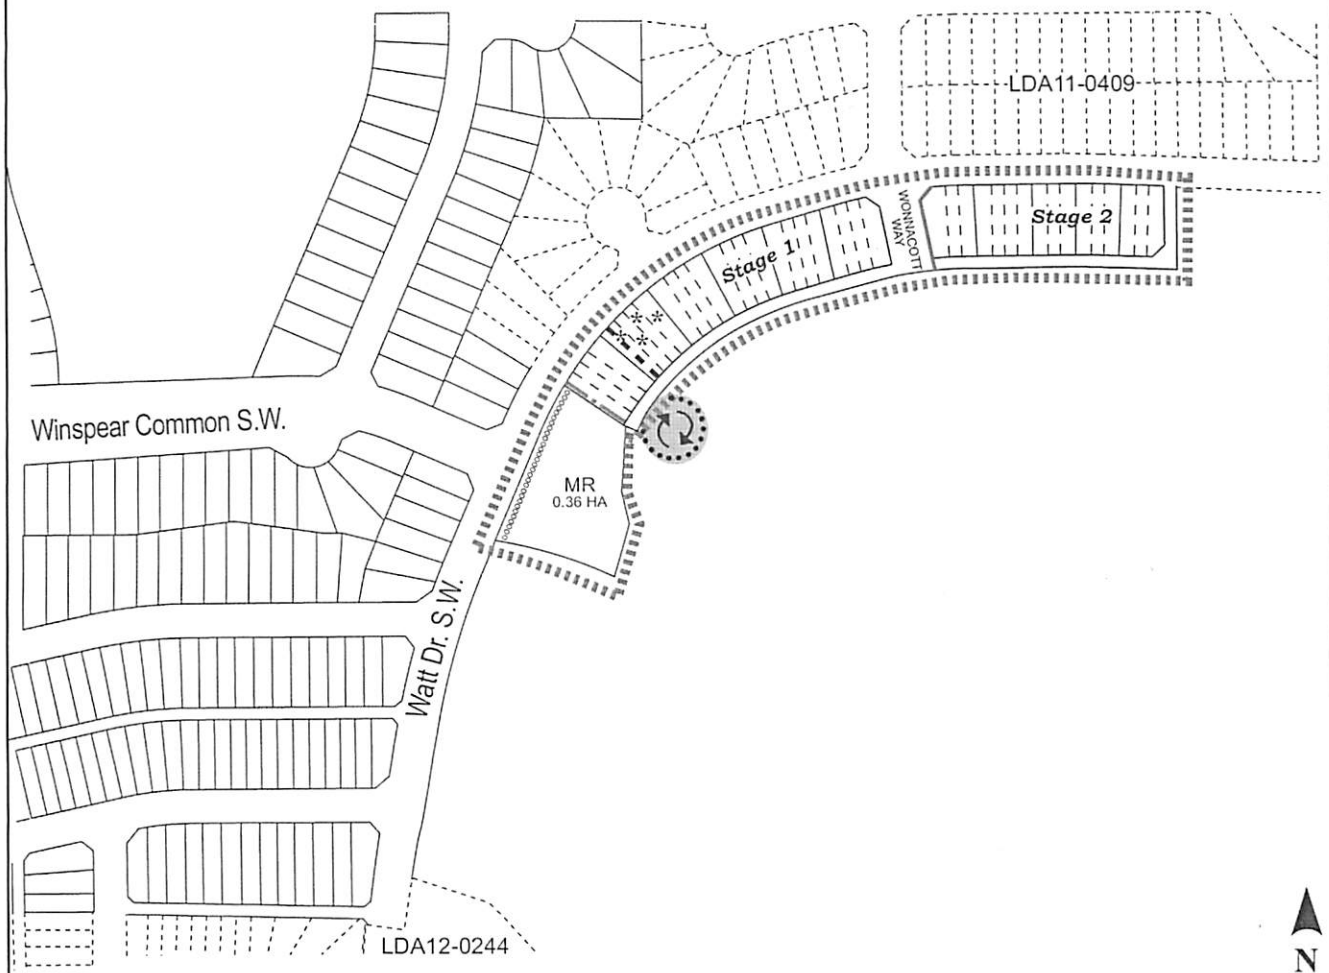 LDA11-0409
WONNACOTT
WAY
Stage 2
Stage 1
Winspear Common S.W.
MR
0.36 HA
Watt Dr. S.W.
LDA12-0244
N